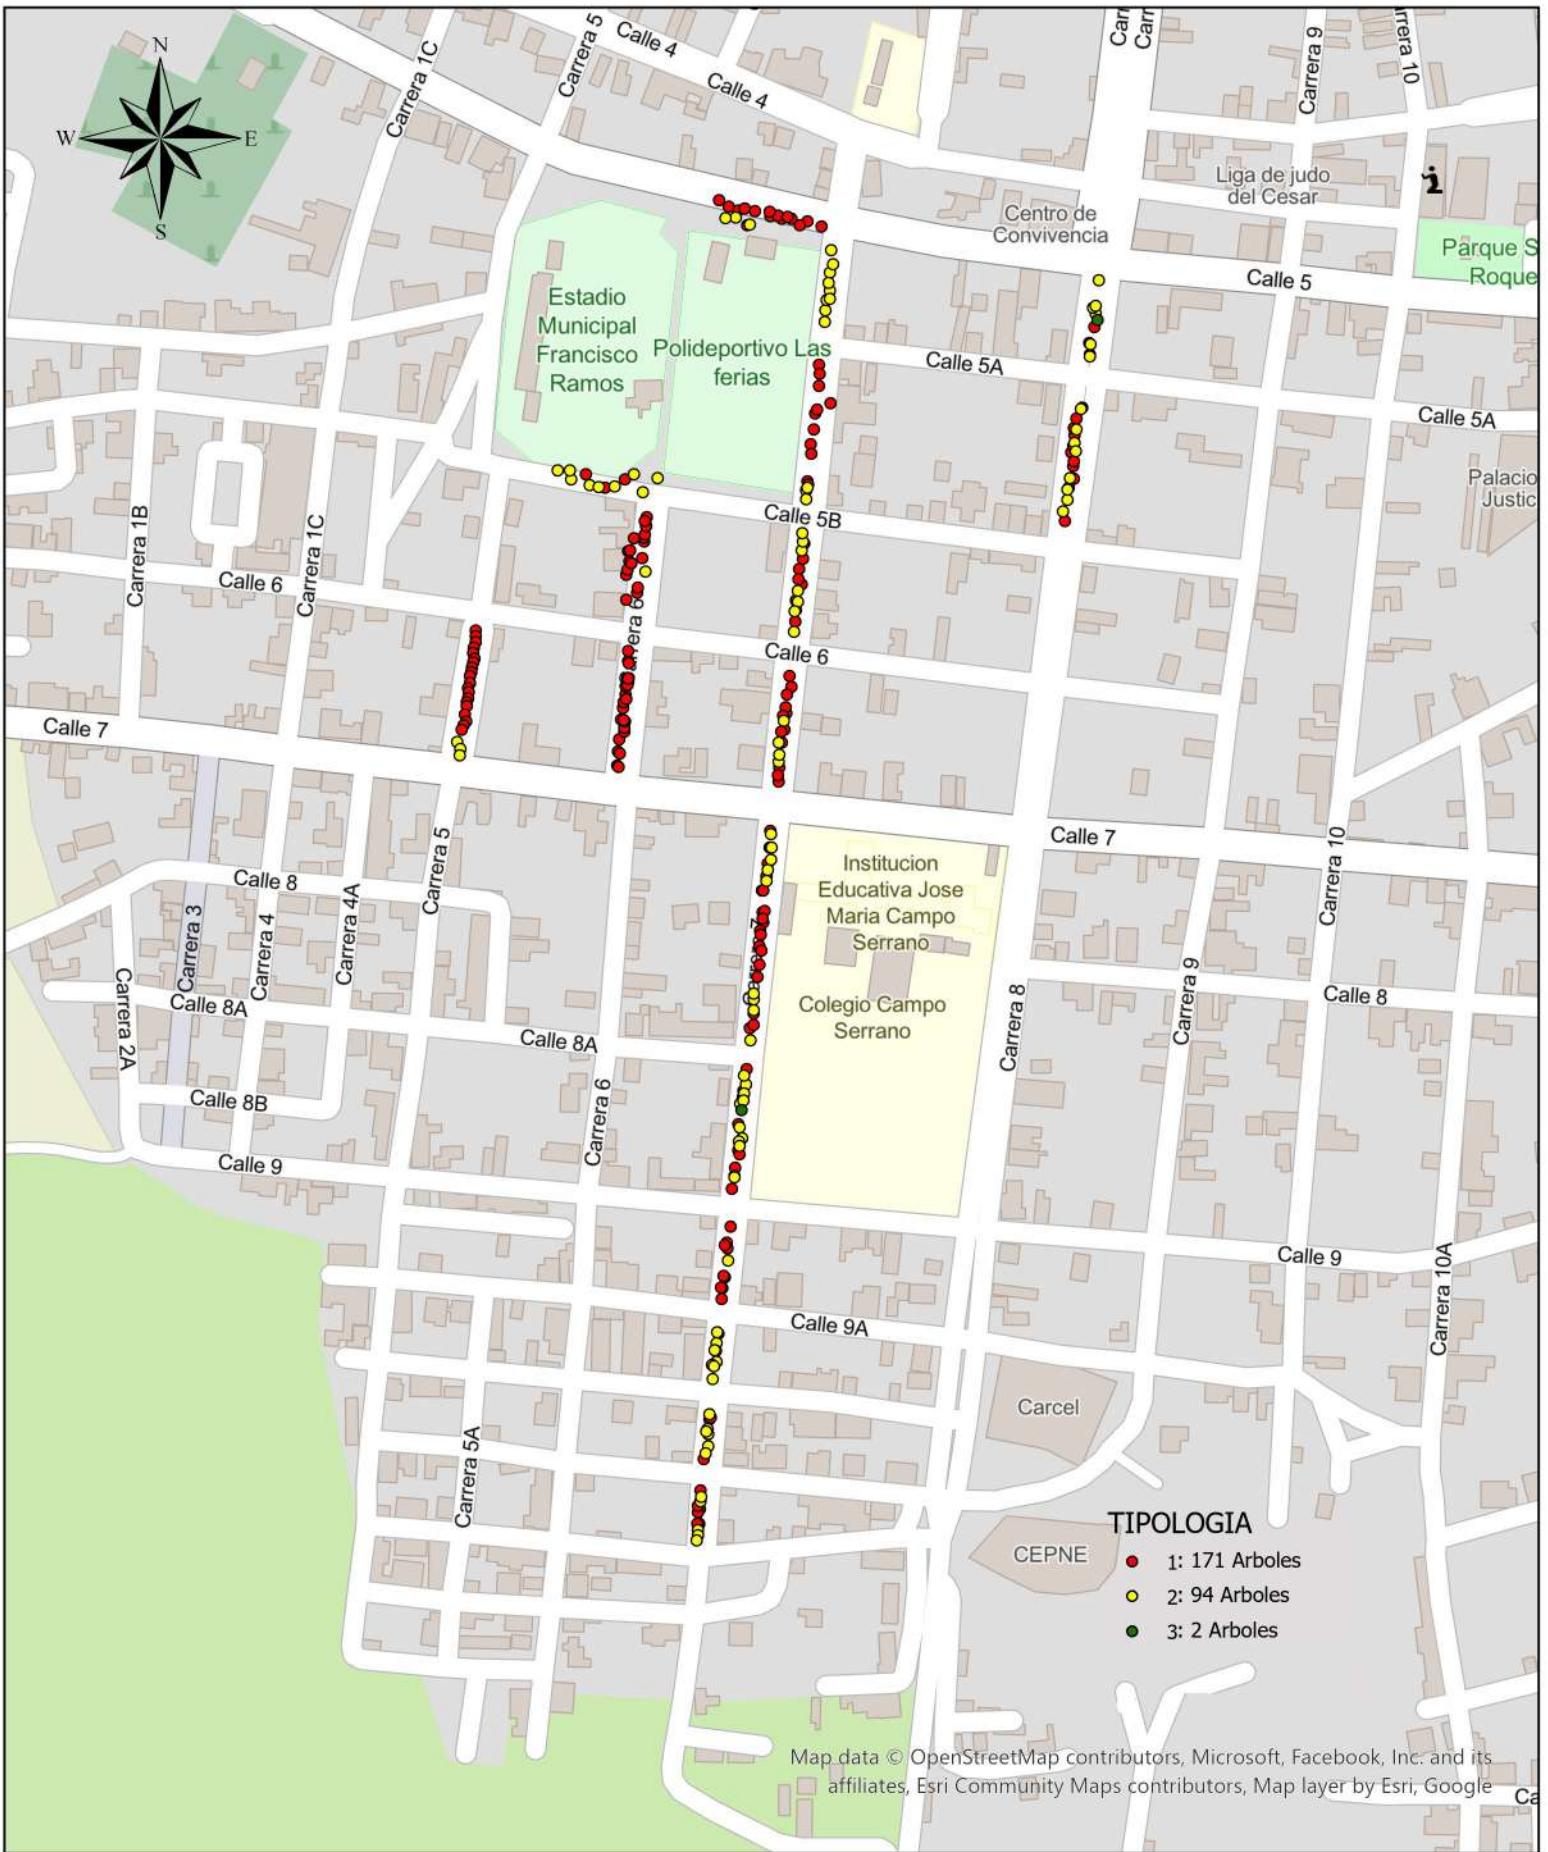 N
W
E
S
Carrera 1C
Carrera 5
Calle 4
Calle 4
Carrera 9
Liga de judo
del Cesar
Centro de
Convivencia
Parque S
Roque
Calle 5
Estadio
Municipal
Francisco
Ramos
Polideportivo Las
ferias
Calle 5A
Calle 5A
Palacio
Justic
Calle 5B
Carrera 1B
Carrera 1C
Calle 6
Calle 6
Calle 7
Calle 7
Carrera 5
Institucion
Educativa Jose
Maria Campo
Serrano
Calle 8
Carrera 3
Carrera 4
Carrera 4A
Carrera 10
Calle 8A
Carrera 2A
Colegio Campo
Serrano
Carrera 8
Carrera 9
Calle 8
Calle 8A
Calle 8B
Carrera 6
Calle 9
Calle 9
Carrera 10A
Calle 9A
Carcel
Carrera 5A
CEPNE
TIPOLOGIA
1: 171 Arboles
2: 94 Arboles
3: 2 Arboles
Map data © OpenStreetMap contributors, Microsoft, Facebook, Inc. and its
affiliates, Esri Community Maps contributors, Map layer by Esri, Google